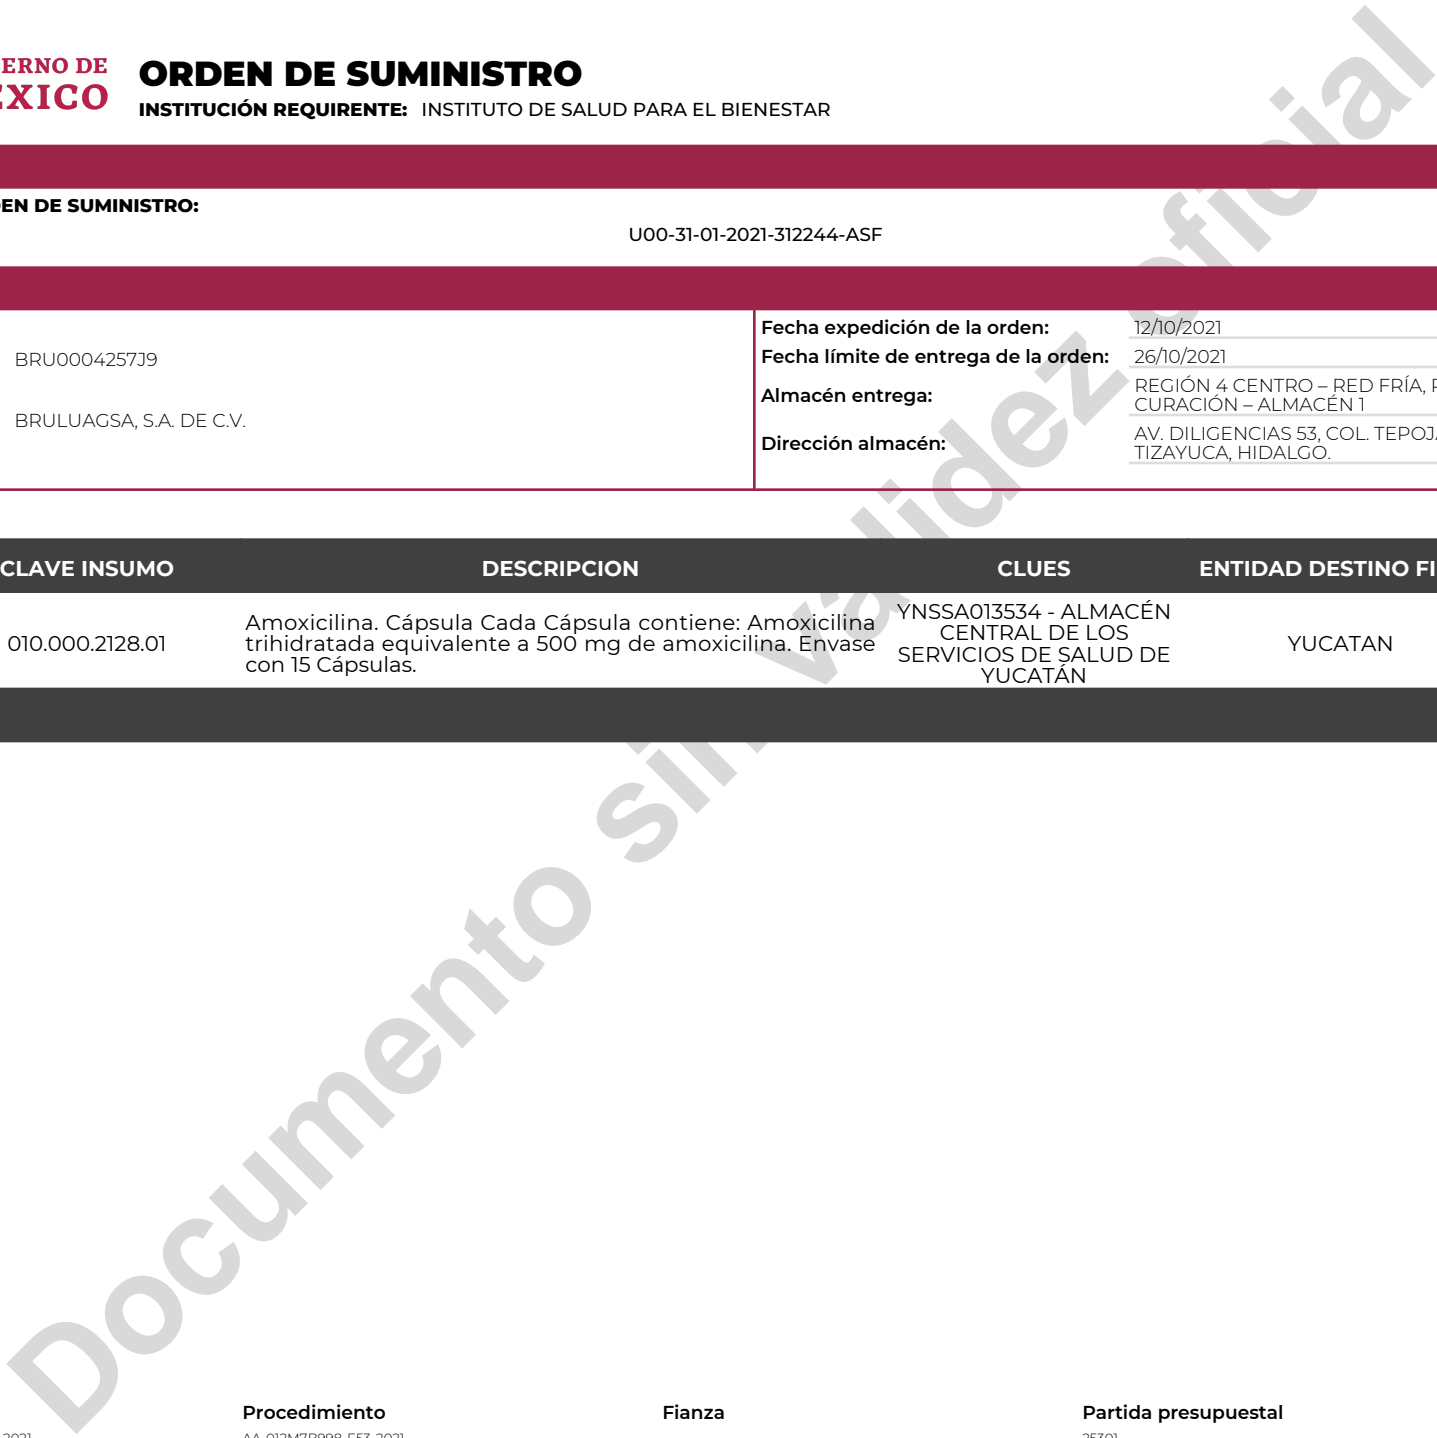 ERNO DE
EXICO
ORDEN DE SUMINISTRO
INSTITUCIÓN REQUIRENTE: INSTITUTO DE SALUD PARA EL BIENESTAR
EN DE SUMINISTRO:
U00-31-01-2021-312244-ASF
BRU0004257J9
BRULUAGSA, S.A. DE C.V.
Fecha expedición de la orden: 12/10/2021
Fecha límite de entrega de la orden: 26/10/2021
Almacén entrega:
REGIÓN 4 CENTRO – RED FRÍA,
CURACIÓN – ALMACÉN 1
Dirección almacén:
AV. DILIGENCIAS 53, COL. TEPOJ
TIZAYUCA, HIDALGO.
CLAVE INSUMO DESCRIPCION CLUES ENTIDAD DESTINO FI
010.000.2128.01
Amoxicilina. Cápsula Cada Cápsula contiene: Amoxicilina
trihidratada equivalente a 500 mg de amoxicilina. Envase
con 15 Cápsulas.
YNSSA013534 - ALMACÉN
CENTRAL DE LOS
SERVICIOS DE SALUD DE
YUCATÁN
YUCATAN
Documento sin validez oficial
Procedimiento Fianza Partida presupuestal